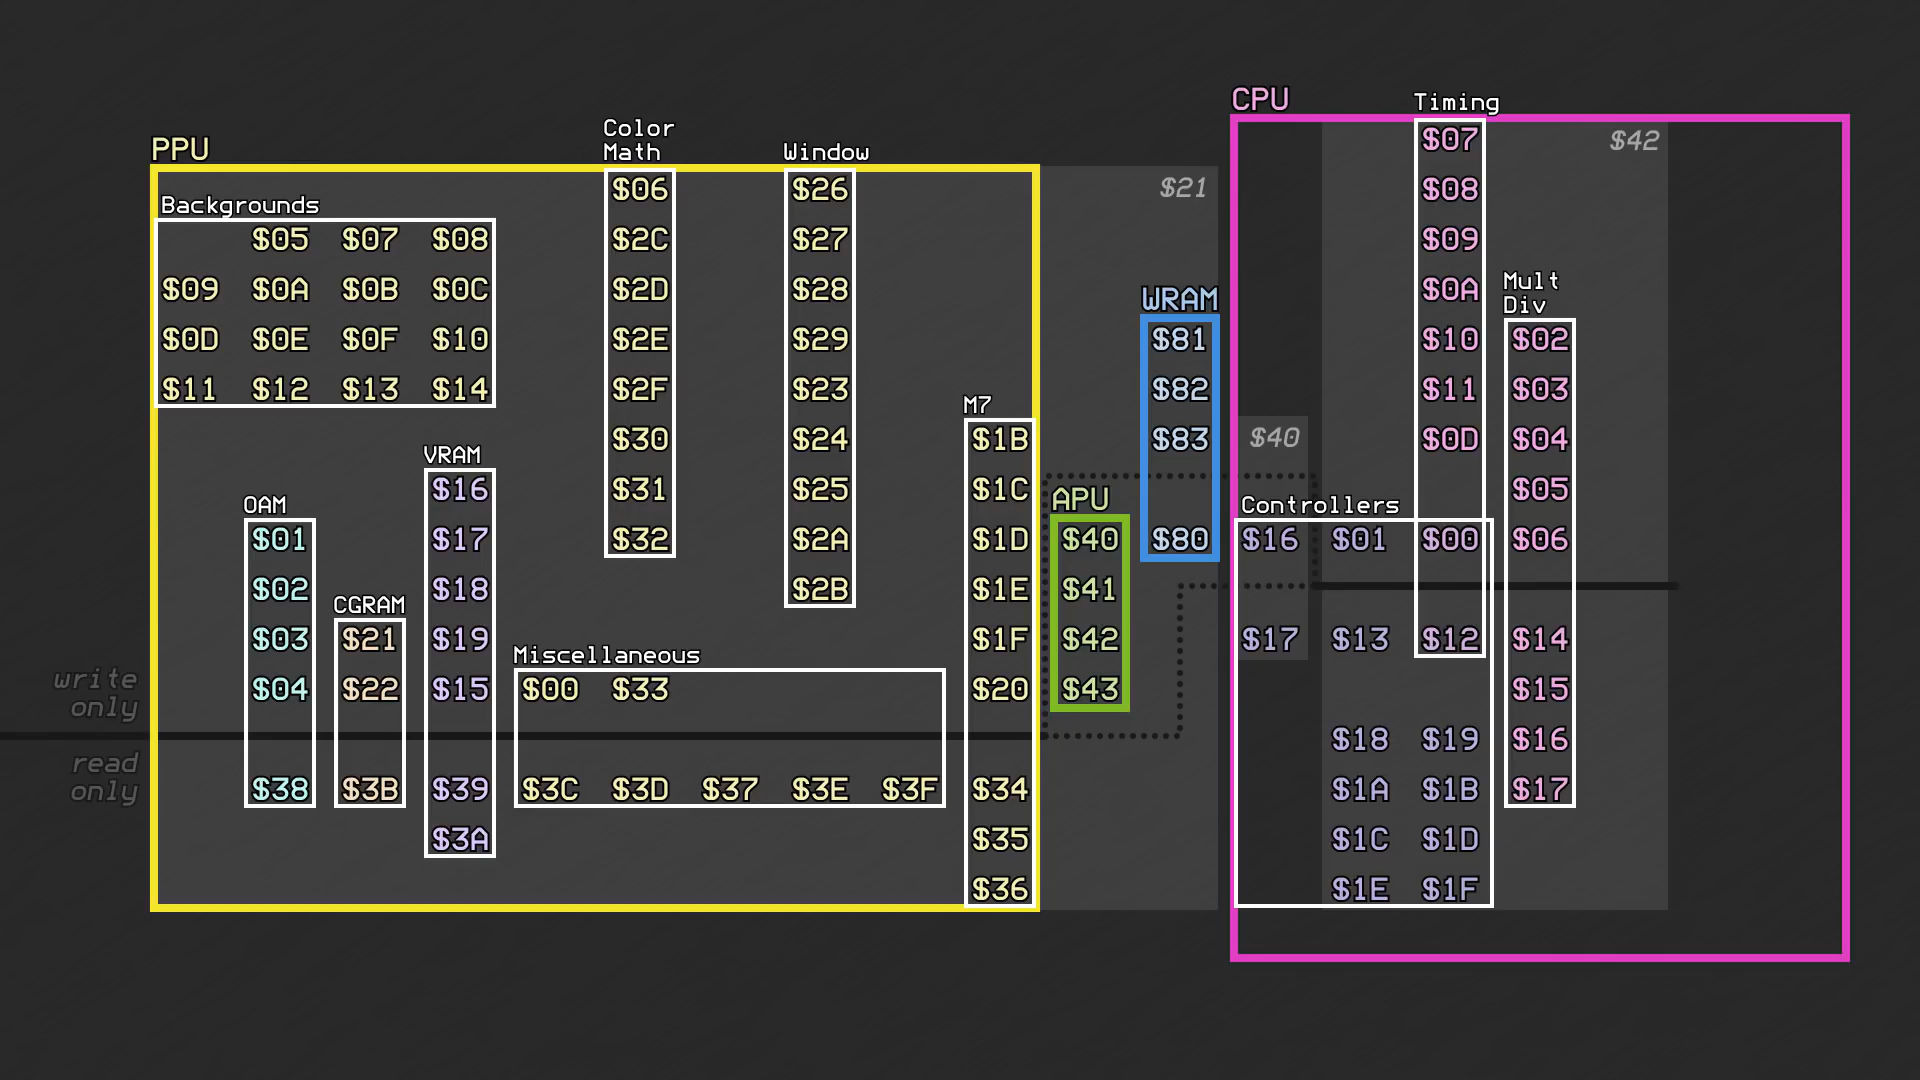 CPU
Timing
Color
Math
PPU
Window
$07
$42
$06
$26
$21
$08
Backgrounds
$05 $07 $08
$2C
$27
$09
$09 $0A $0B $0C
$2D
$28
WRAM
$0A
Mult
Div
$0D $0E $0F $10
$2E
$29
$81
$10
$02
$11 $12 $13 $14
$2F
$23
$82
$11
$03
M7
VRAM
$30
$24
$1B
$83
$40
$0D
$04
OAM
$16
$31
$25
$1C
APU
Controllers
$05
$01
$17
$32
$2A
$1D
$40
$80
$16 $01 $00
$06
$02
CGRAM
$18
$2B
$1E
$41
$03
$21
$19
Miscellaneous
$1F
$42
$17 $13 $12
$14
write
only
$04
$22
$15
$00 $33
$20
$43
$15
$18 $19
$16
read
only
$38
$3B
$39
$3C $3D $37 $3E $3F
$34
$1A $1B
$17
$3A
$35
$1C $1D
$36
$1E $1F